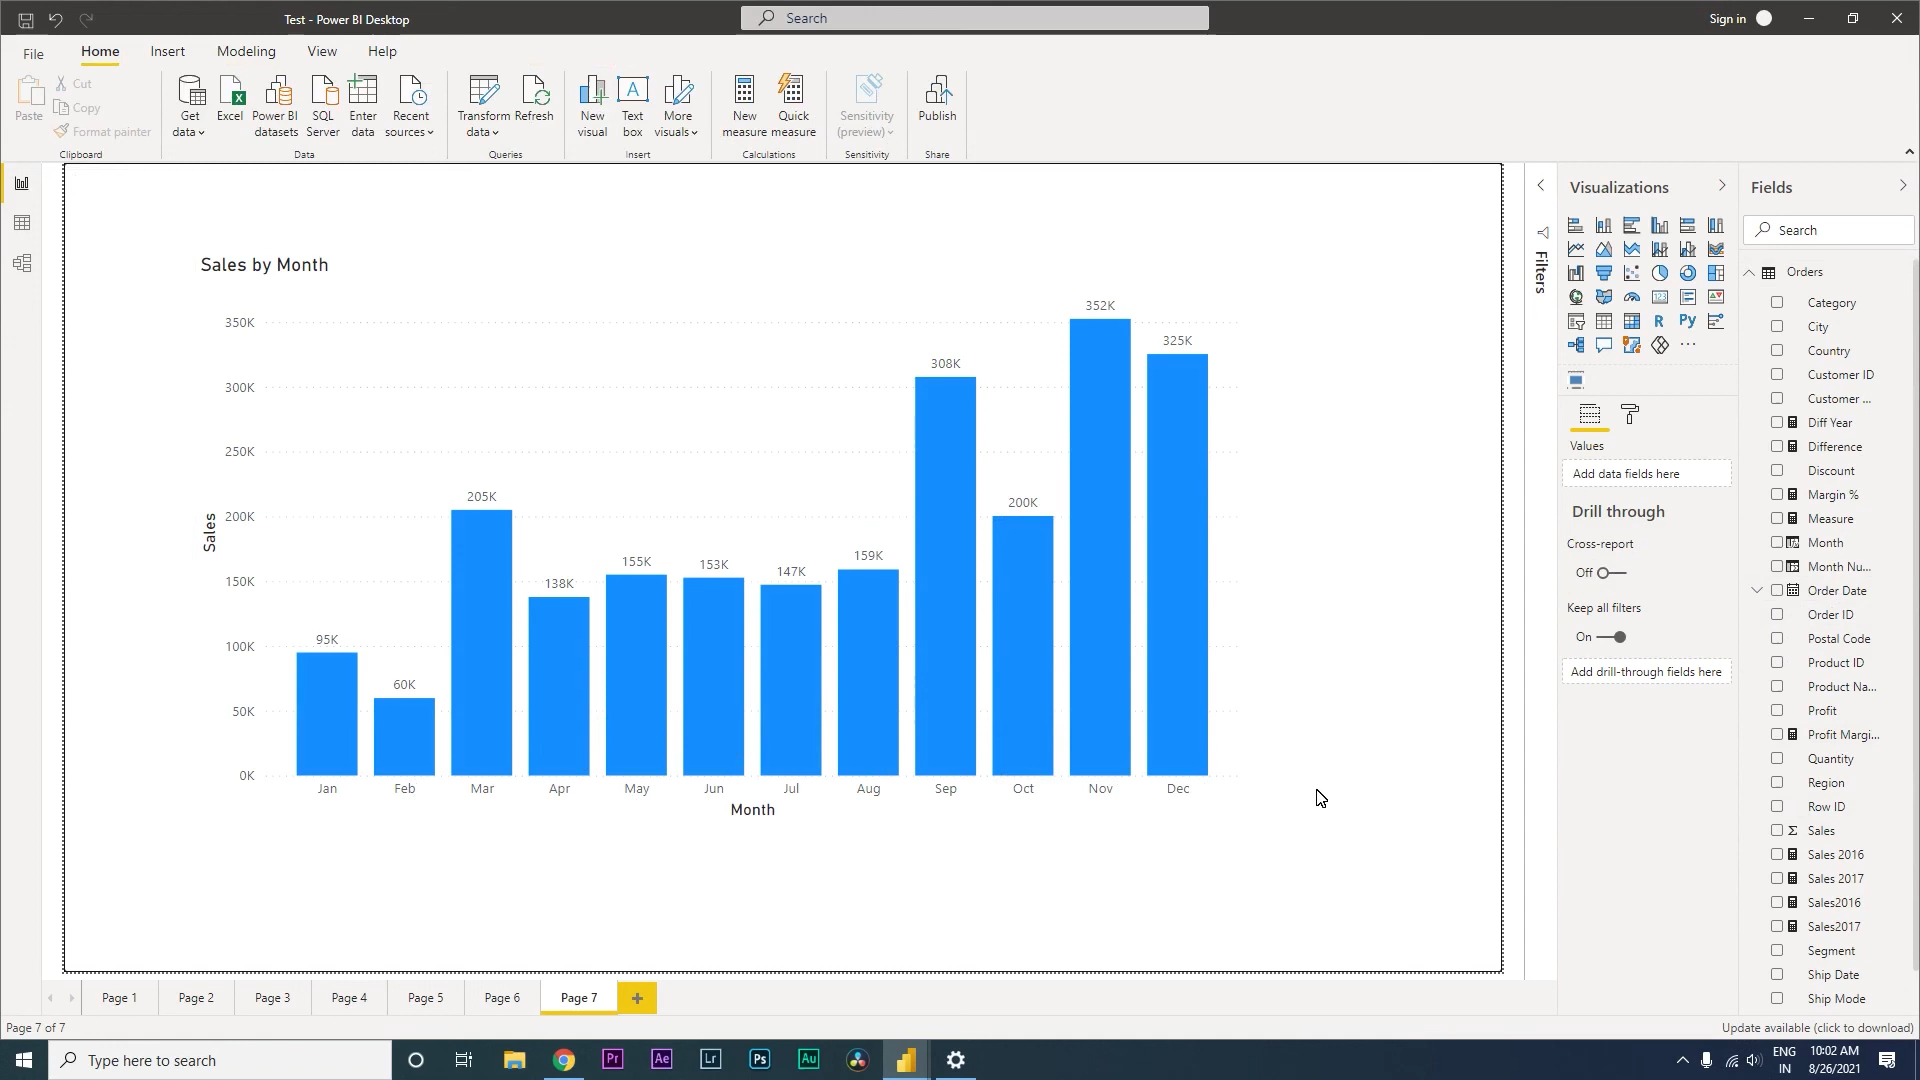 Test - Power BI Desktop
Search
Sign in
File
Home
Insert
Modeling
View
Help
Paste
Cut
Copy
Format painter
Clipboard
Get data
Excel
Power BI datasets
SQL Server
Enter data
Recent sources
Data
Transform data
Refresh
Queries
New visual
Text box
More visuals
Insert
New measure
Quick measure
Calculations
Sensitivity (preview)
Sensitivity
Publish
Share
Sales by Month
350K
300K
250K
200K
150K
100K
50K
0K
Sales
95K
60K
205K
138K
155K
153K
147K
159K
308K
200K
352K
325K
Jan
Feb
Mar
Apr
May
Jun
Jul
Aug
Sep
Oct
Nov
Dec
Month
Filters
Visualizations
123
R
Py
Values
Add data fields here
Drill through
Cross-report
Off
Keep all filters
On
Add drill-through fields here
Fields
Search
Orders
Category
City
Country
Customer ID
Customer ...
Diff Year
Difference
Discount
Margin %
Measure
Month
Month Nu...
Order Date
Order ID
Postal Code
Product ID
Product Na...
Profit
Profit Margi...
Quantity
Region
Row ID
Σ Sales
Sales 2016
Sales 2017
Sales2016
Sales2017
Segment
Ship Date
Ship Mode
Page 1
Page 2
Page 3
Page 4
Page 5
Page 6
Page 7
Page 7 of 7
Update available (click to download)
Type here to search
Pr
Ae
Lr
Ps
Au
ENG
IN
10:02 AM
8/26/2021